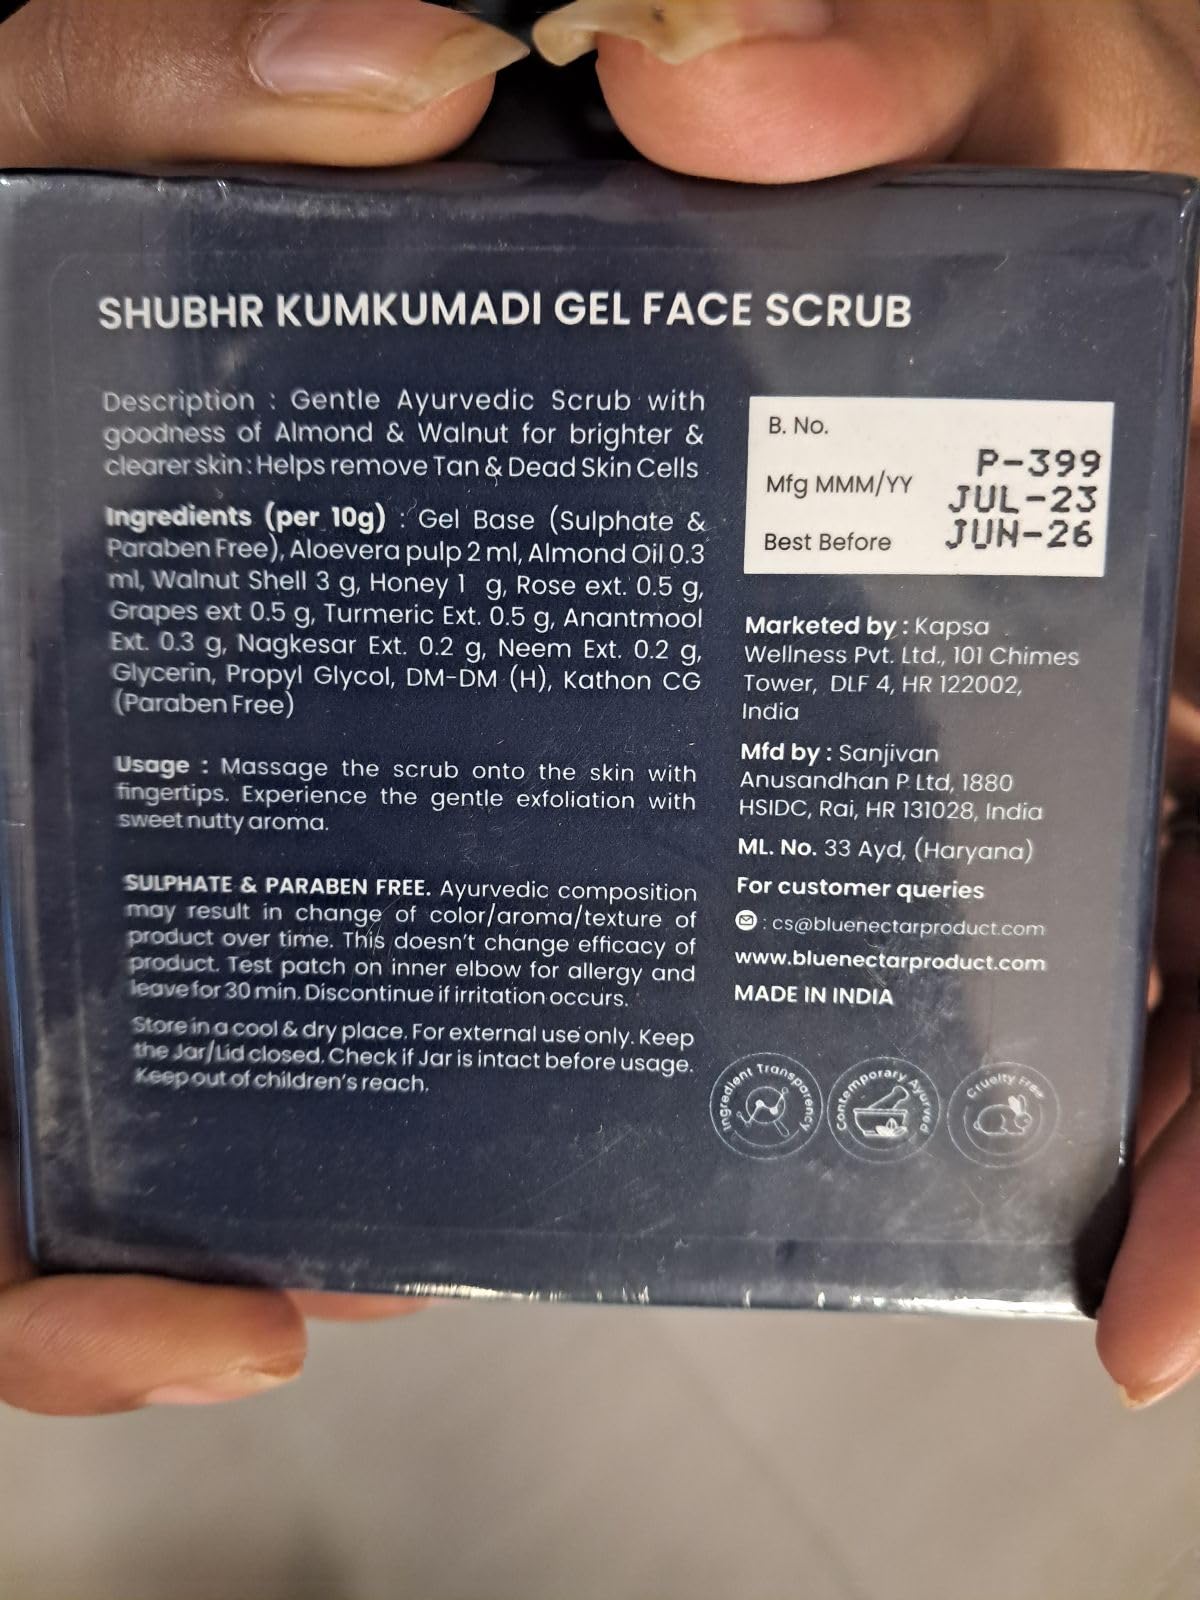 SHUBHR KUMKUMADI GEL FACE SCRUB
Description : Gentle Ayurvedic Scrub with
goodness of Almond & Walnut for brighter &
clearer skin : Helps remove Tan & Dead Skin Cells
Ingredients (per 10g) : Gel Base (Sulphate &
Paraben Free), Aloevera pulp 2 ml, Almond Oil 0.3
ml, Walnut Shell 3 g, Honey 1 g, Rose ext. 0.5 g,
Grapes ext 0.5 g, Turmeric Ext. 0.5 g, Anantmool
Ext. 0.3 g, Nagkesar Ext. 0.2 g, Neem Ext. 0.2 g,
Glycerin, Propyl Glycol, DM-DM (H), Kathon CG
(Paraben Free)
Usage : Massage the scrub onto the skin with
fingertips. Experience the gentle exfoliation with
sweet nutty aroma.
SULPHATE & PARABEN FREE. Ayurvedic composition
may result in change of color/aroma/texture of
product over time. This doesn't change efficacy of
product. Test patch on inner elbow for allergy and
leave for 30 min. Discontinue if irritation occurs.
Store in a cool & dry place. For external use only. Keep
the Jar/Lid closed. Check if Jar is intact before usage.
Keep out of children's reach.
B. No. P-399
Mfg MMM/YY JUL-23
Best Before JUN-26
Marketed by : Kapsa
Wellness Pvt. Ltd., 101 Chimes
Tower, DLF 4, HR 122002,
India
Mfd by : Sanjivan
Anusandhan P Ltd, 1880
HSIDC, Rai, HR 131028, India
ML. No. 33 Ayd, (Haryana)
For customer queries
: cs@bluenectarproduct.com
www.bluenectarproduct.com
MADE IN INDIA
Ingredient Transparency
Contemporary Ayurved
Cruelty Free